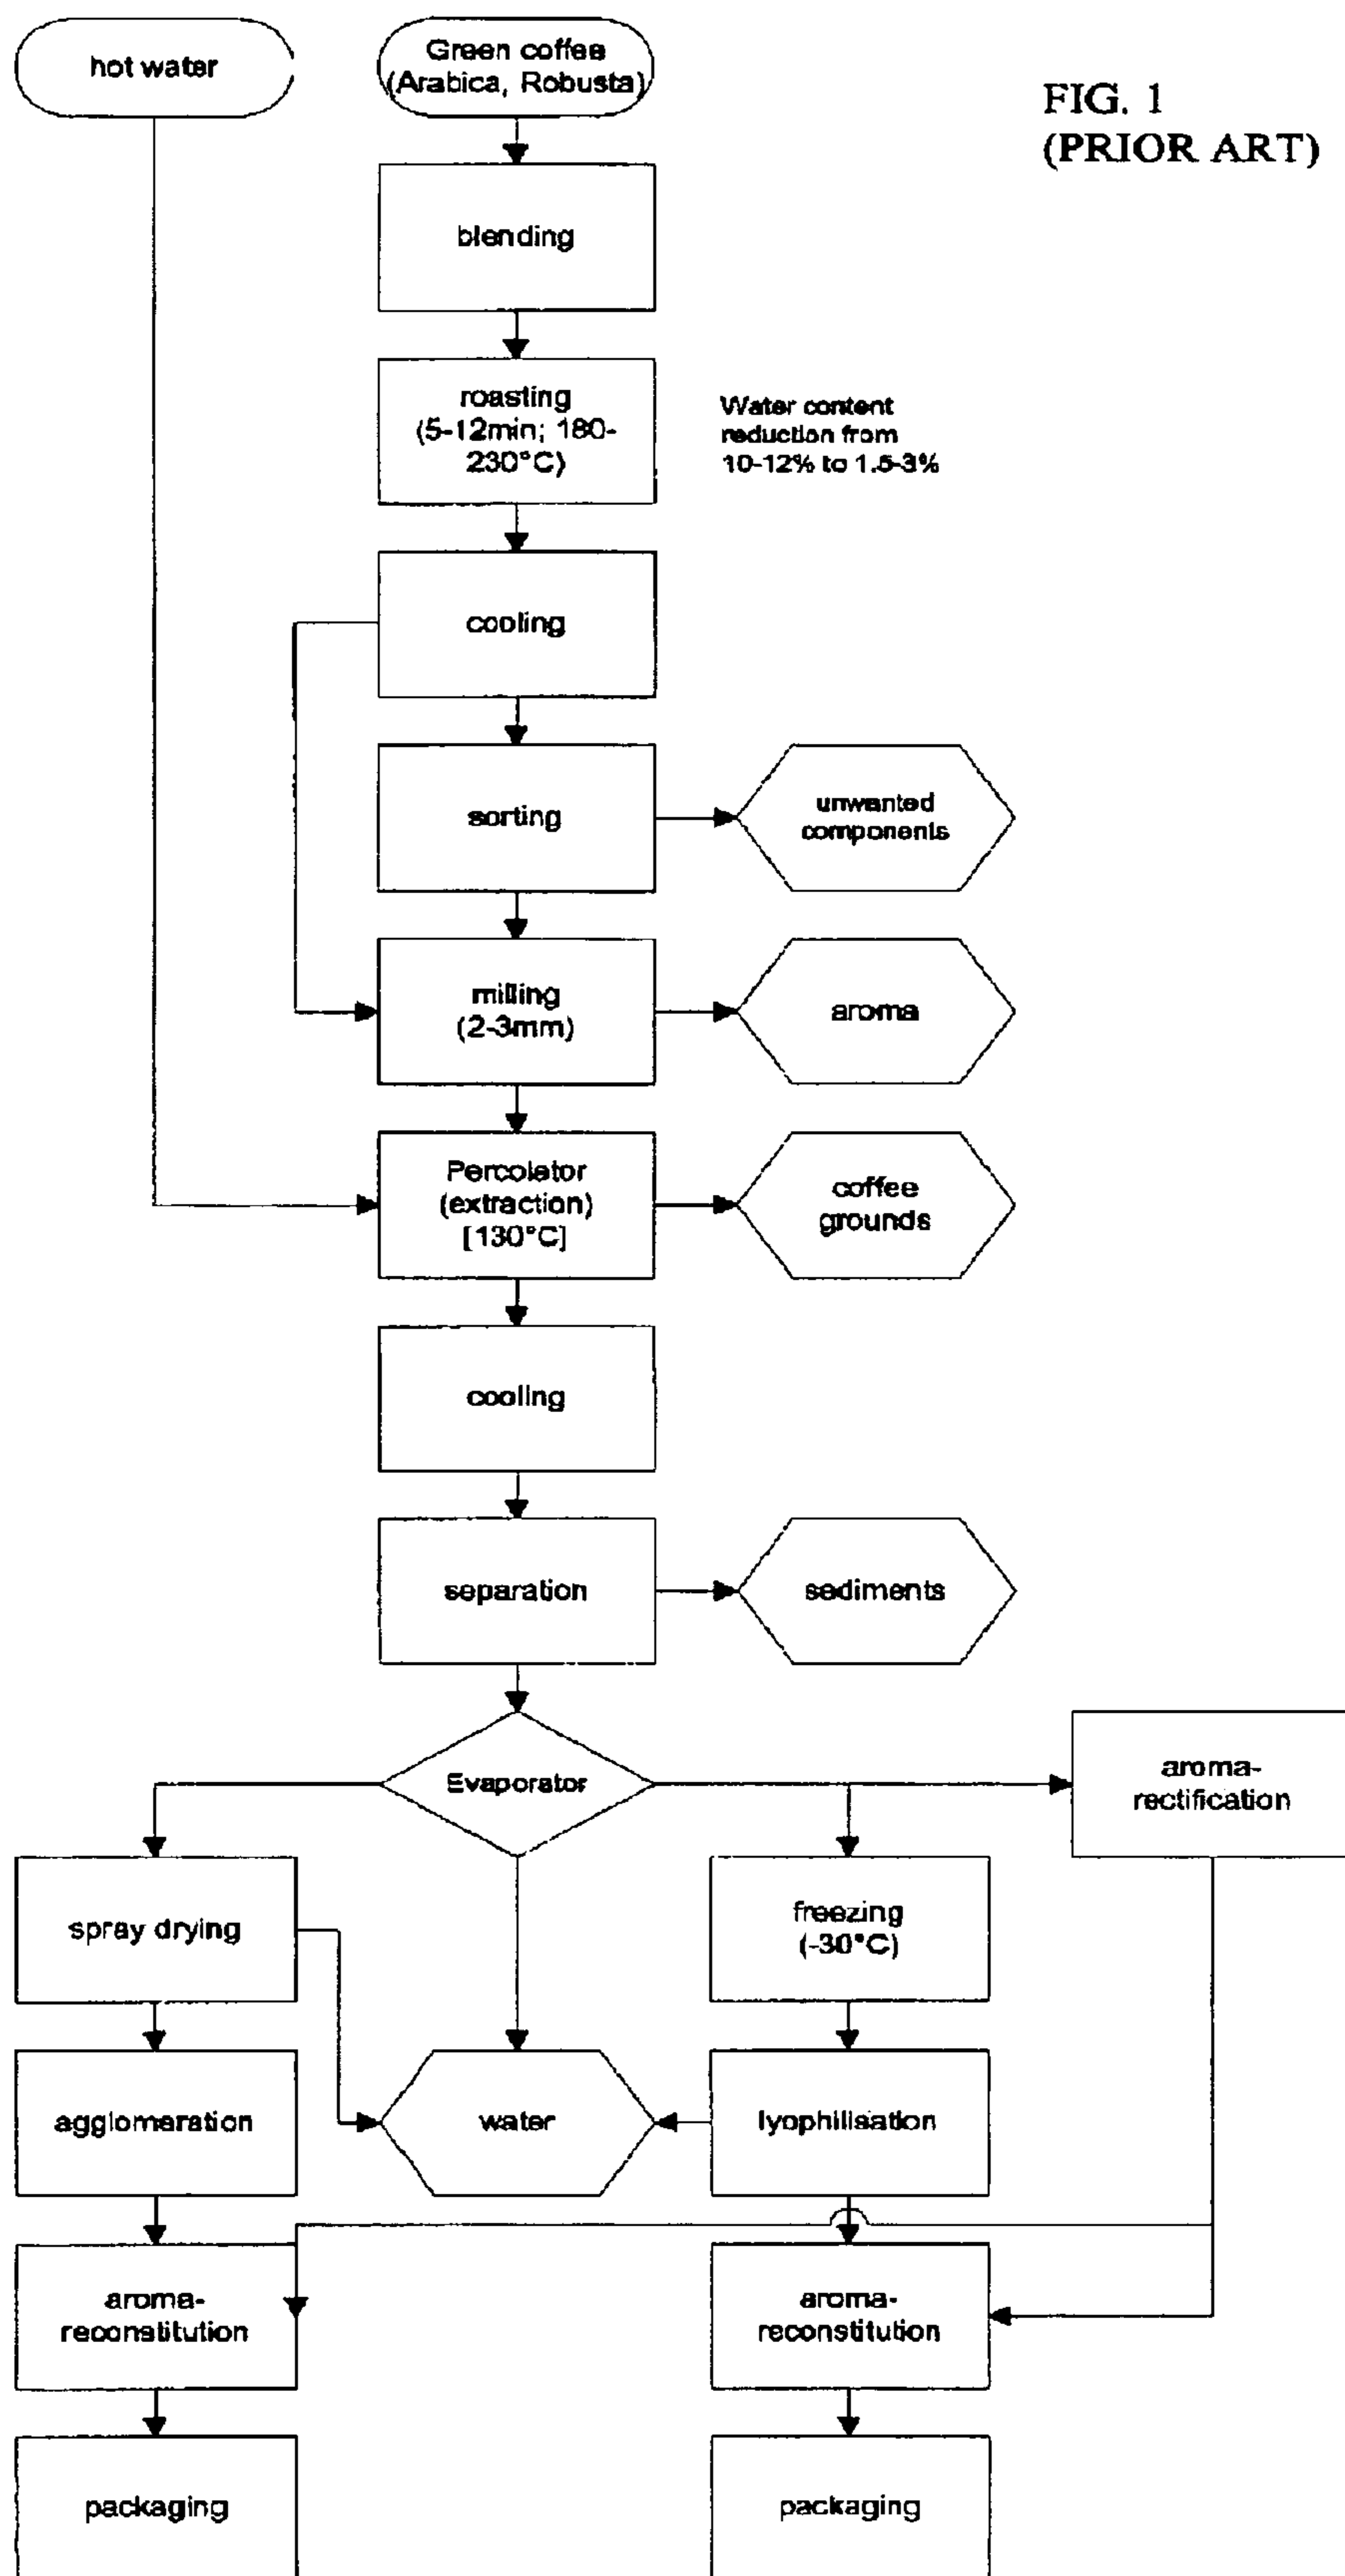 hot water
Green coffee
(Arabica, Robusta)
FIG. 1
(PRIOR ART)
blending
roasting
(5-12min; 180-
230°C)
Water content
reduction from
10-12% to 1.5-3%
cooling
sorting
unwanted
components
milling
(2-3mm)
aroma
Percolator
(extraction)
[130°C]
coffee
grounds
cooling
separation
sediments
Evaporator
aroma-
rectification
spray drying
freezing
(-30°C)
agglomeration
water
lyophilisation
aroma-
reconstitution
aroma-
reconstitution
packaging
packaging